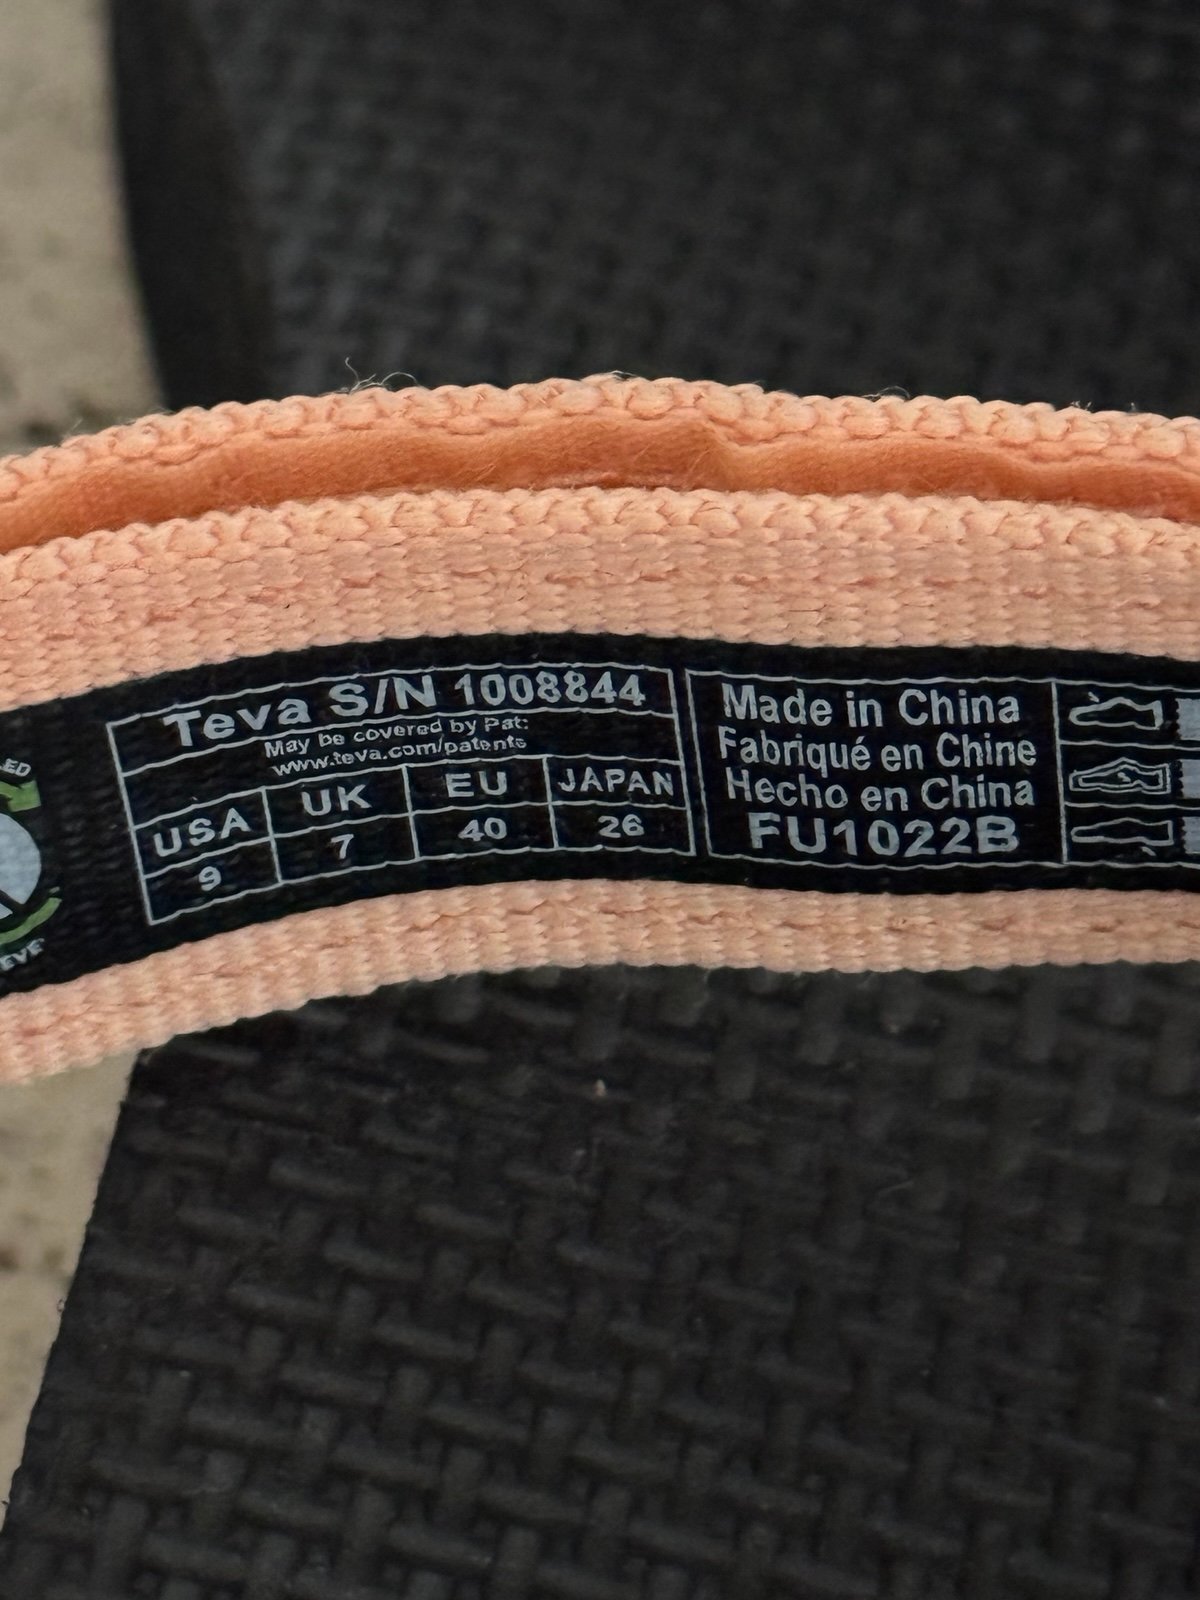 Teva S/N 1008844
May be covered by Pat:
www.teva.com/patents
USA UK EU JAPAN
9 7 40 26
Made in China
Fabriqué en Chine
Hecho en China
FU1022B